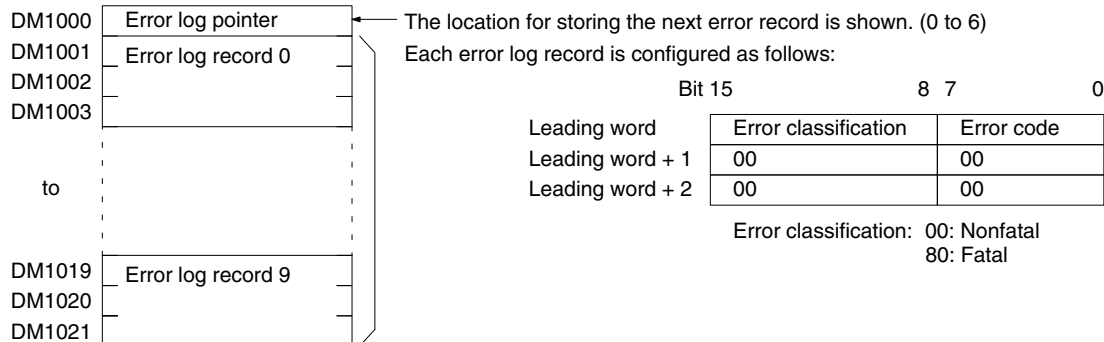 DM1000 Error log pointer The location for storing the next error record is shown. (0 to 6)
DM1001 Error log record 0 Each error log record is configured as follows:
DM1002
Bit 15 8 7 0
DM1003
Leading word Error classification Error code
Leading word + 1 00 00
to Leading word + 2 00 00
Error classification: 00: Nonfatal
80: Fatal
DM1019 Error log record 9
DM1020
DM1021